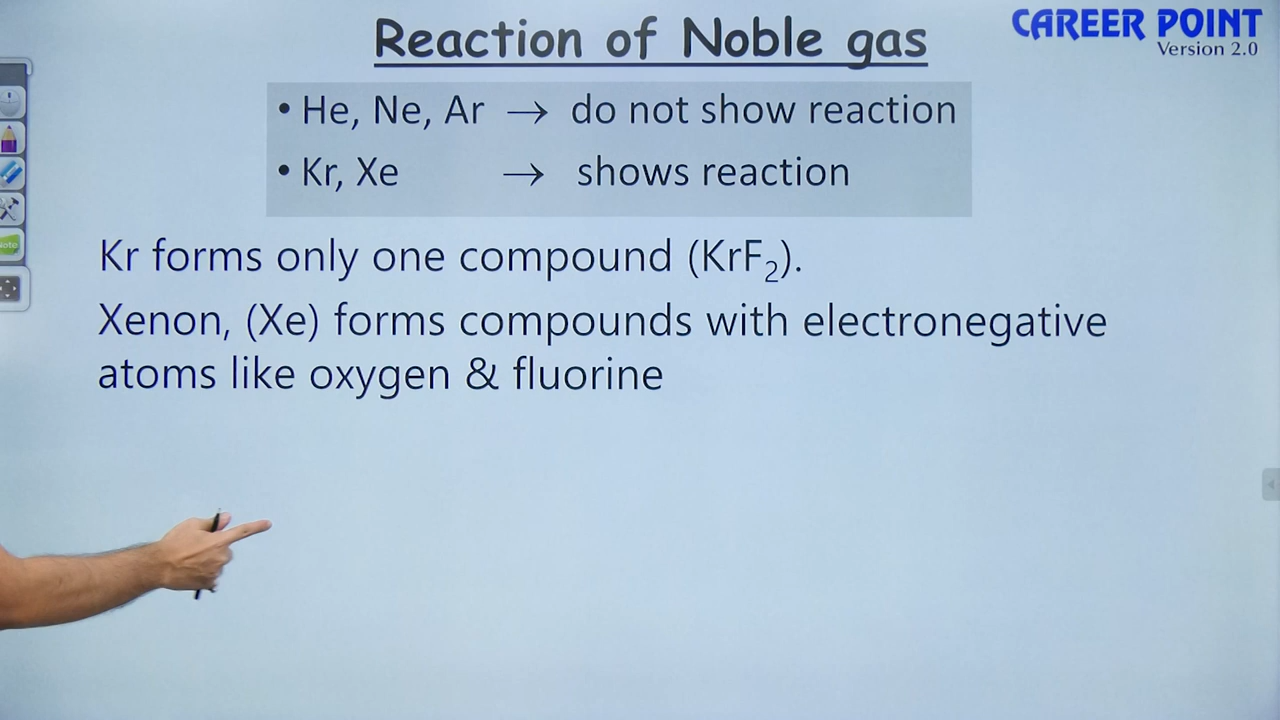 Reaction of Noble gas
CAREER POINT
Version 2.0
• He, Ne, Ar → do not show reaction
• Kr, Xe → shows reaction
Kr forms only one compound (KrF₂).
Xenon, (Xe) forms compounds with electronegative
atoms like oxygen & fluorine
Note